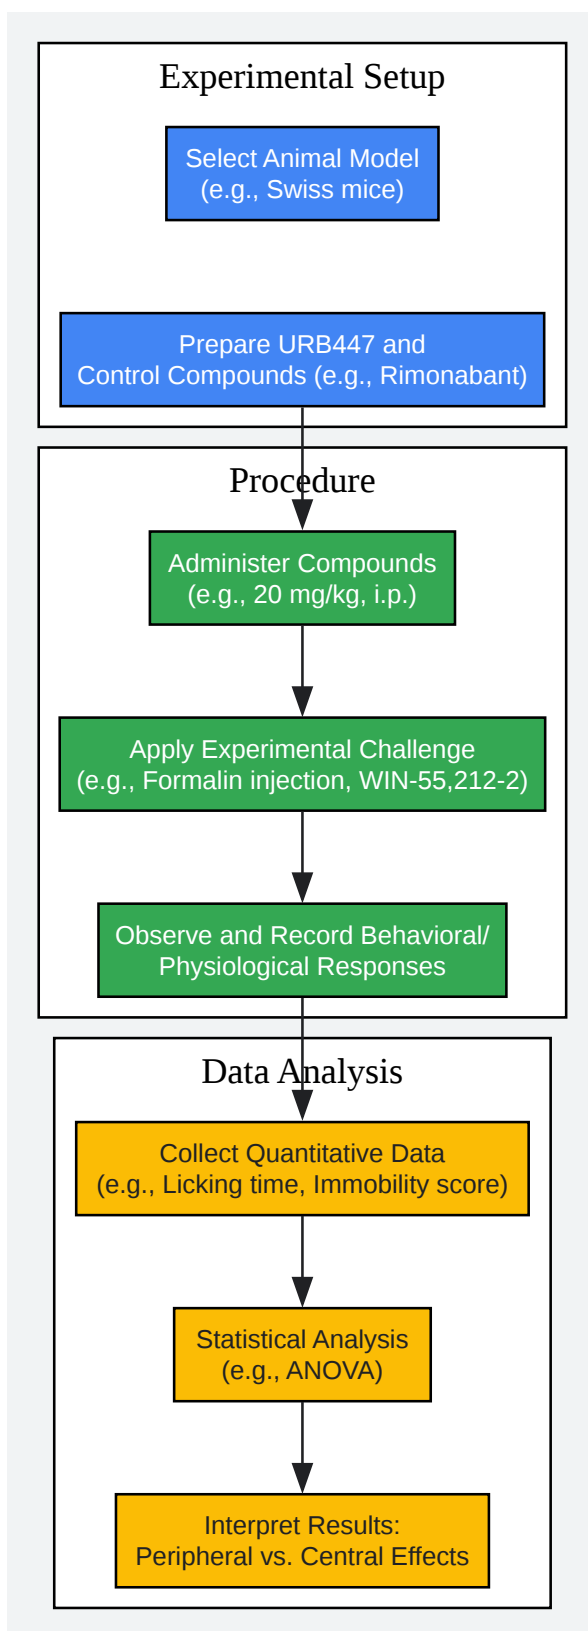 Experimental Setup
Select Animal Model
(e.g., Swiss mice)
Prepare URB447 and
Control Compounds (e.g., Rimonabant)
Procedure
Administer Compounds
(e.g., 20 mg/kg, i.p.)
Apply Experimental Challenge
(e.g., Formalin injection, WIN-55,212-2)
Observe and Record Behavioral/
Physiological Responses
Data Analysis
Collect Quantitative Data
(e.g., Licking time, Immobility score)
Statistical Analysis
(e.g., ANOVA)
Interpret Results:
Peripheral vs. Central Effects